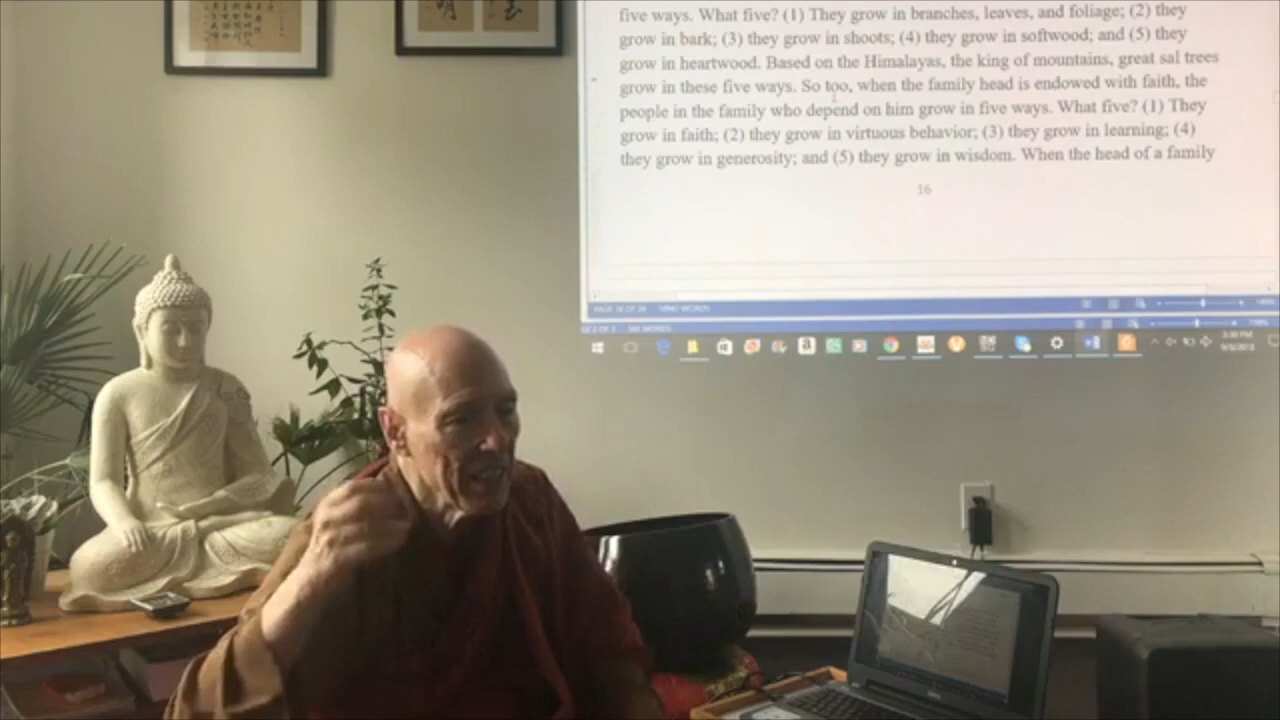 five ways. What five? (1) They grow in branches, leaves, and foliage; (2) they
grow in bark; (3) they grow in shoots; (4) they grow in softwood; and (5) they
grow in heartwood. Based on the Himalayas, the king of mountains, great sal trees
grow in these five ways. So too, when the family head is endowed with faith, the
people in the family who depend on him grow in five ways. What five? (1) They
grow in faith; (2) they grow in virtuous behavior; (3) they grow in learning; (4)
they grow in generosity; and (5) they grow in wisdom. When the head of a family
16